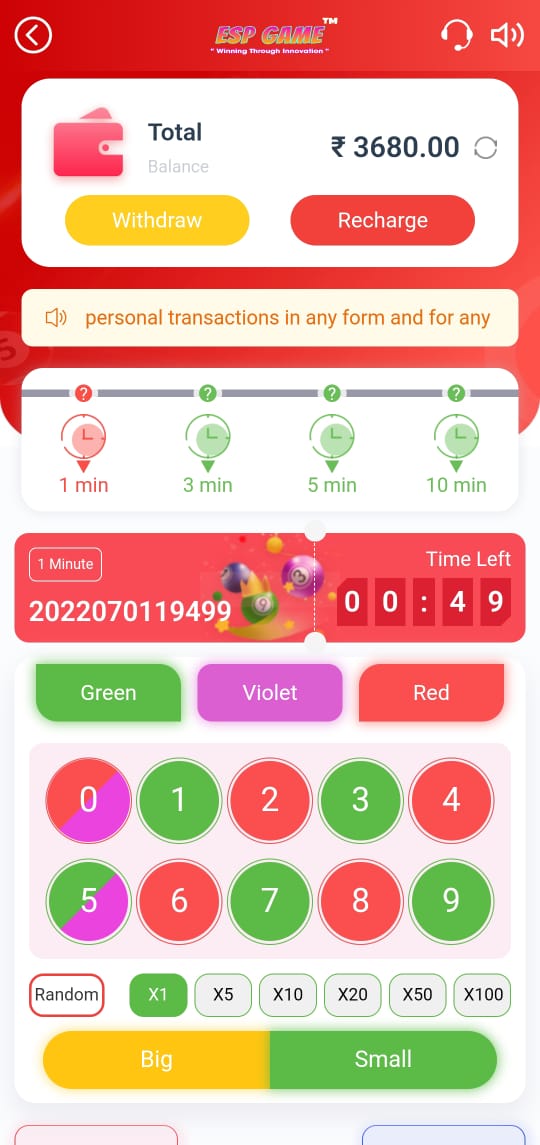 ESP GAME™
" Winning Through Innovation "
Total
Balance
₹ 3680.00
Withdraw
Recharge
personal transactions in any form and for any
? ? ? ?
1 min 3 min 5 min 10 min
1 Minute
Time Left
2022070119499
0 0 : 4 9
Green Violet Red
0 1 2 3 4
5 6 7 8 9
Random X1 X5 X10 X20 X50 X100
Big Small